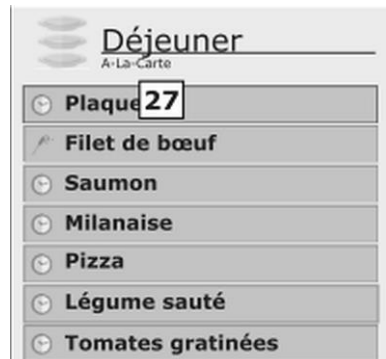 Déjeuner
A-La-Carte
Plaque 27
Filet de bœuf
Saumon
Milanaise
Pizza
Légume sauté
Tomates gratinées